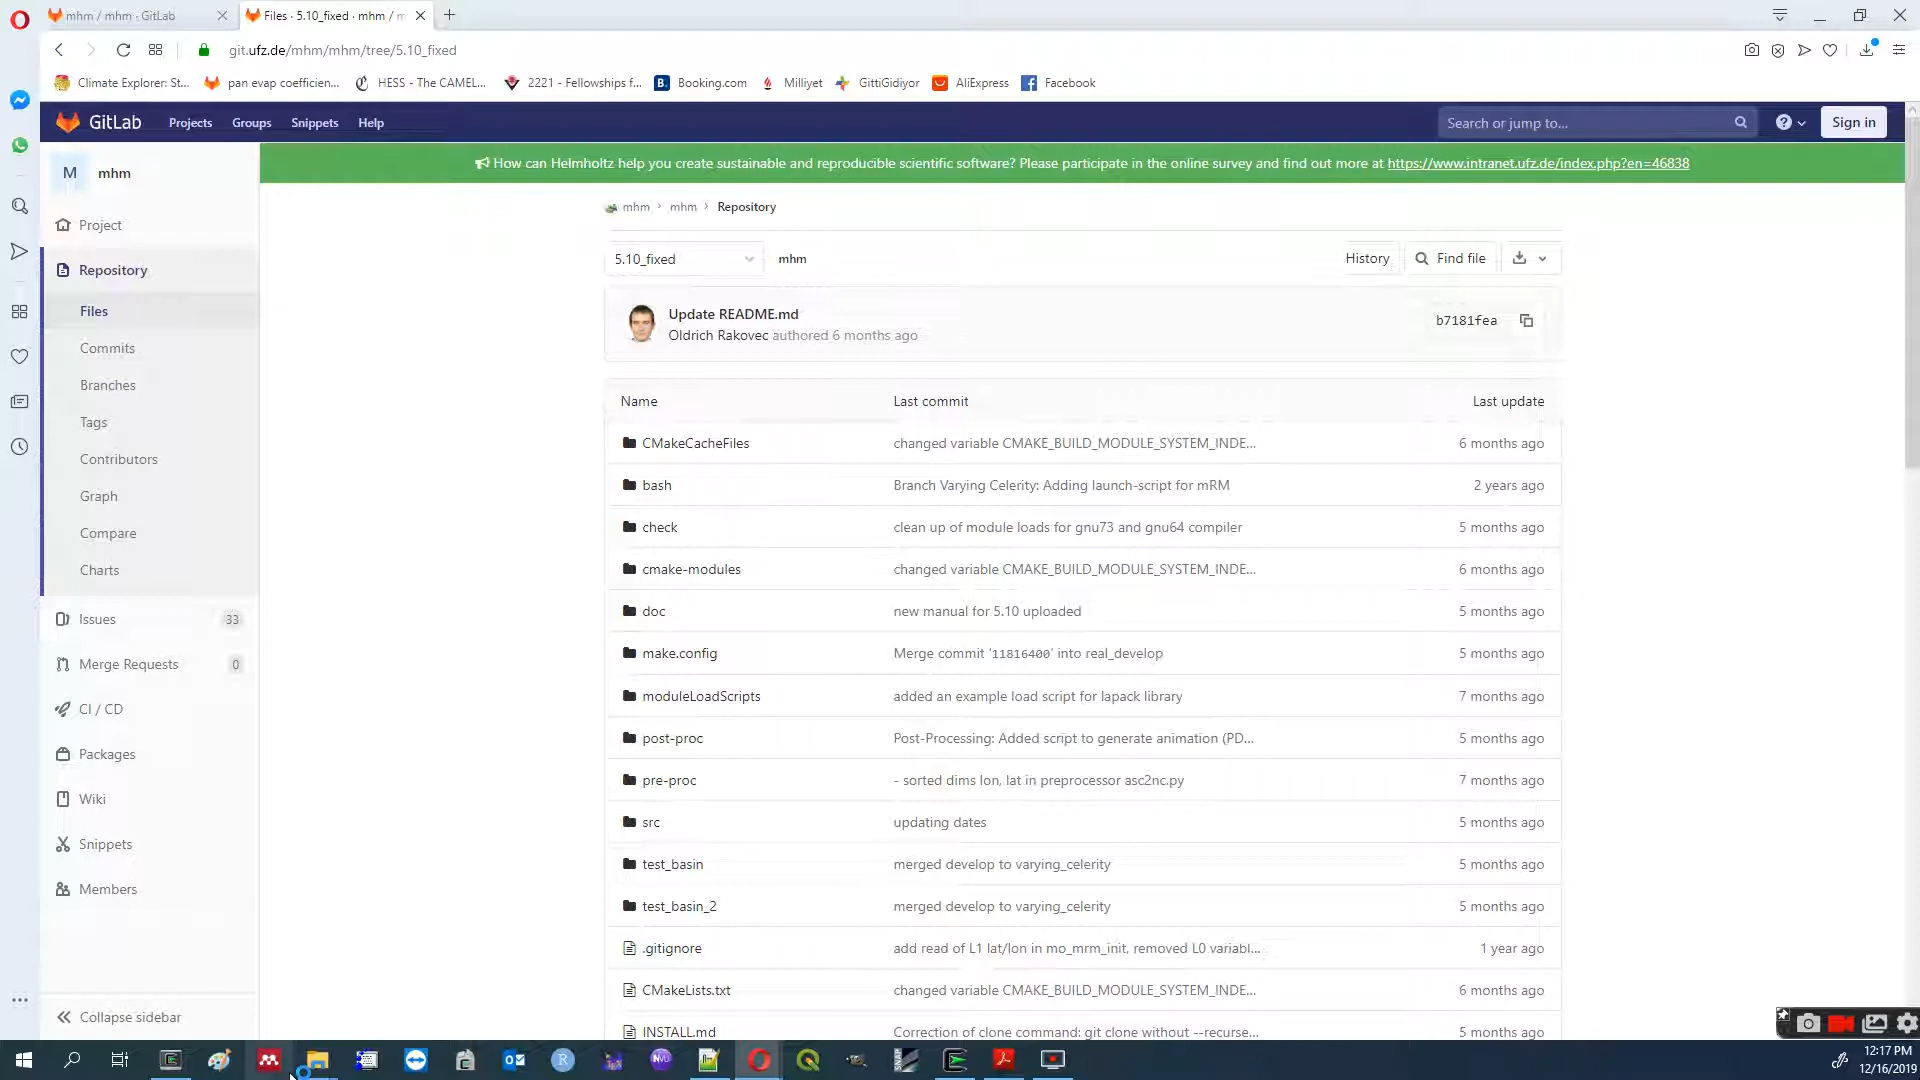 mhm / mhm · GitLab
Files · 5.10_fixed · mhm / m
git.ufz.de/mhm/mhm/tree/5.10_fixed
Climate Explorer: St...
pan evap coefficien...
HESS - The CAMEL...
2221 - Fellowships f...
B. Booking.com
Milliyet
GittiGidiyor
AliExpress
Facebook
GitLab
Projects
Groups
Snippets
Help
Search or jump to...
Sign in
M
mhm
How can Helmholtz help you create sustainable and reproducible scientific software? Please participate in the online survey and find out more at https://www.intranet.ufz.de/index.php?en=46838
Project
Repository
Files
Commits
Branches
Tags
Contributors
Graph
Compare
Charts
Issues 33
Merge Requests 0
CI / CD
Packages
Wiki
Snippets
Members
Collapse sidebar
mhm › mhm › Repository
5.10_fixed
mhm
History
Find file
Update README.md
Oldrich Rakovec authored 6 months ago
b7181fea
Name Last commit Last update
CMakeCacheFiles changed variable CMAKE_BUILD_MODULE_SYSTEM_INDE... 6 months ago
bash Branch Varying Celerity: Adding launch-script for mRM 2 years ago
check clean up of module loads for gnu73 and gnu64 compiler 5 months ago
cmake-modules changed variable CMAKE_BUILD_MODULE_SYSTEM_INDE... 6 months ago
doc new manual for 5.10 uploaded 5 months ago
make.config Merge commit '11816400' into real_develop 5 months ago
moduleLoadScripts added an example load script for lapack library 7 months ago
post-proc Post-Processing: Added script to generate animation (PD... 5 months ago
pre-proc - sorted dims lon, lat in preprocessor asc2nc.py 7 months ago
src updating dates 5 months ago
test_basin merged develop to varying_celerity 5 months ago
test_basin_2 merged develop to varying_celerity 5 months ago
.gitignore add read of L1 lat/lon in mo_mrm_init, removed L0 variabl... 1 year ago
CMakeLists.txt changed variable CMAKE_BUILD_MODULE_SYSTEM_INDE... 6 months ago
INSTALL.md Correction of clone command: git clone without --recurse... 5 months ago
12:17 PM
12/16/2019